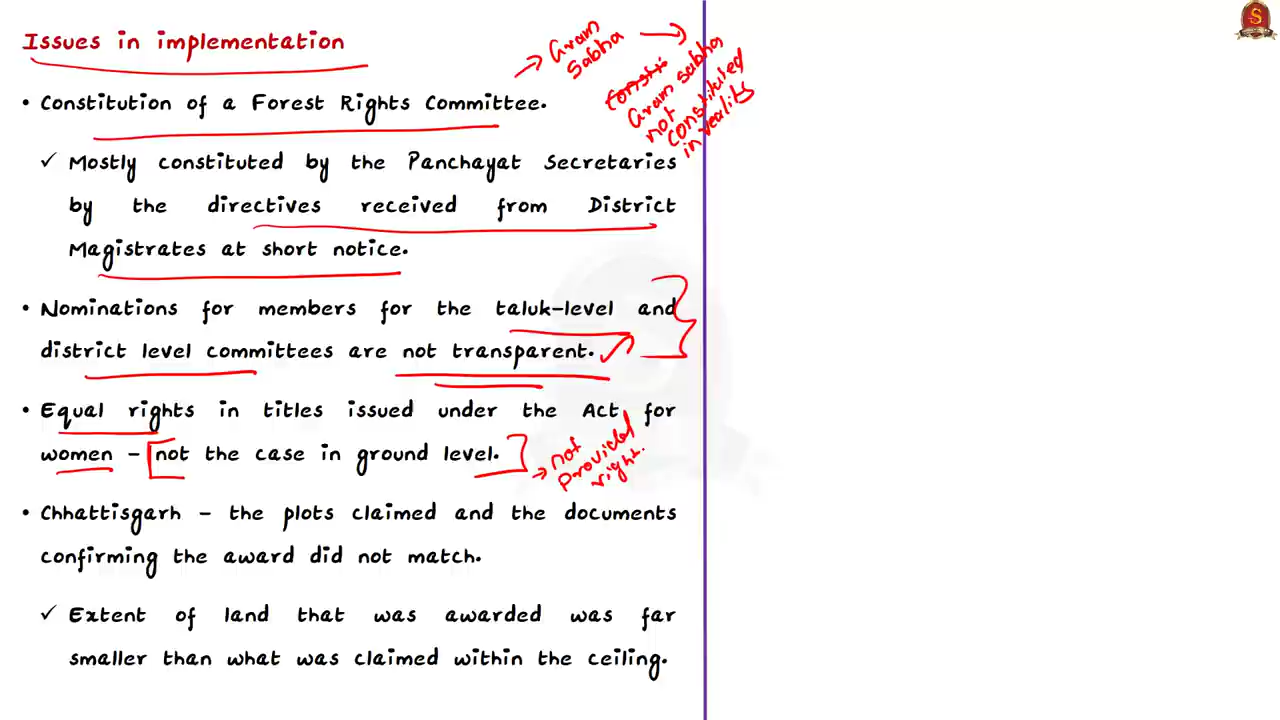 Issues in implementation
• Constitution of a Forest Rights Committee.
→ Gram
Sabha
Consti:
Gram sabha
not
constituted
in reality
✓ Mostly constituted by the Panchayat Secretaries
by the directives received from District
Magistrates at short notice.
• Nominations for members for the taluk-level and
district level committees are not transparent.
• Equal rights in titles issued under the Act for
women - not the case in ground level.
→ not
provided
right.
• Chhattisgarh - the plots claimed and the documents
confirming the award did not match.
✓ Extent of land that was awarded was far
smaller than what was claimed within the ceiling.
S